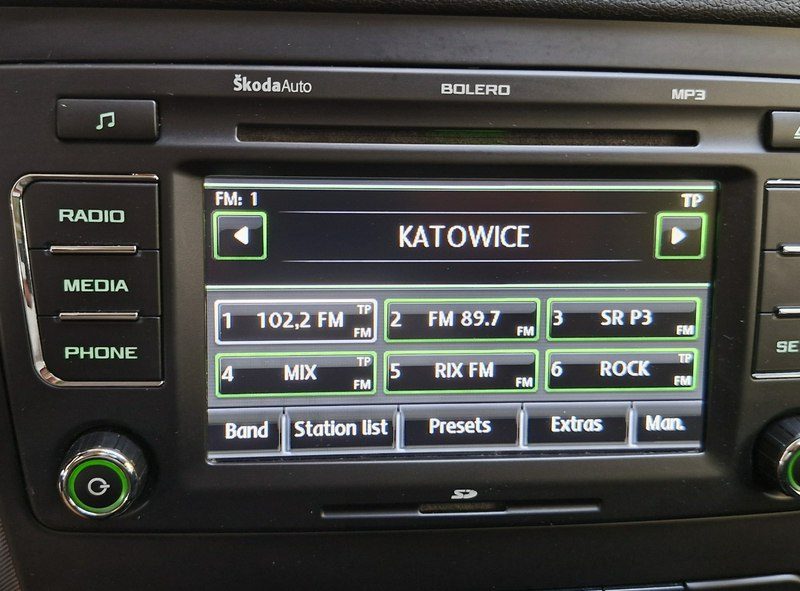 ŠkodaAuto BOLERO MP3
FM: 1 TP
RADIO
KATOWICE
MEDIA
1 102,2 FM TP FM
2 FM 89.7 FM
3 SR P3 FM
PHONE
4 MIX TP FM
5 RIX FM FM
6 ROCK TP FM
Band Station list Presets Extras Man.
SD